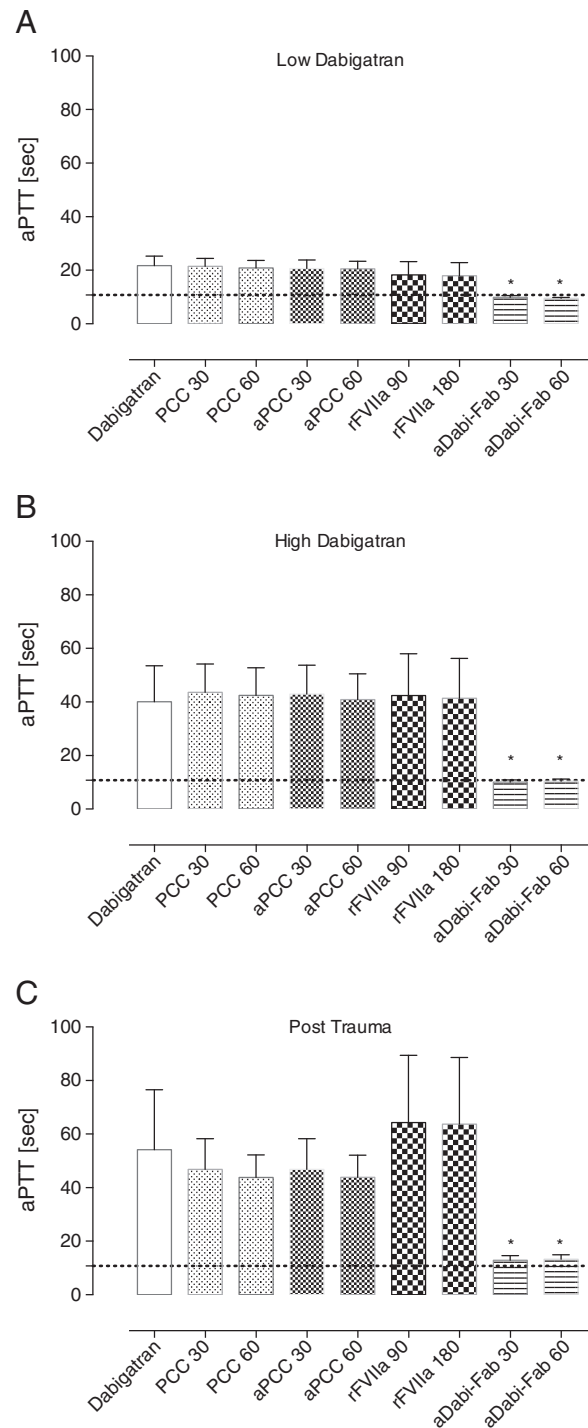 A
Low Dabigatran
aPTT [sec]
100
80
60
40
20
0
* *
Dabigatran
PCC 30
PCC 60
aPCC 30
aPCC 60
rFVIIa 90
rFVIIa 180
aDabi-Fab 30
aDabi-Fab 60
B
High Dabigatran
aPTT [sec]
100
80
60
40
20
0
* *
Dabigatran
PCC 30
PCC 60
aPCC 30
aPCC 60
rFVIIa 90
rFVIIa 180
aDabi-Fab 30
aDabi-Fab 60
C
Post Trauma
aPTT [sec]
100
80
60
40
20
0
* *
Dabigatran
PCC 30
PCC 60
aPCC 30
aPCC 60
rFVIIa 90
rFVIIa 180
aDabi-Fab 30
aDabi-Fab 60